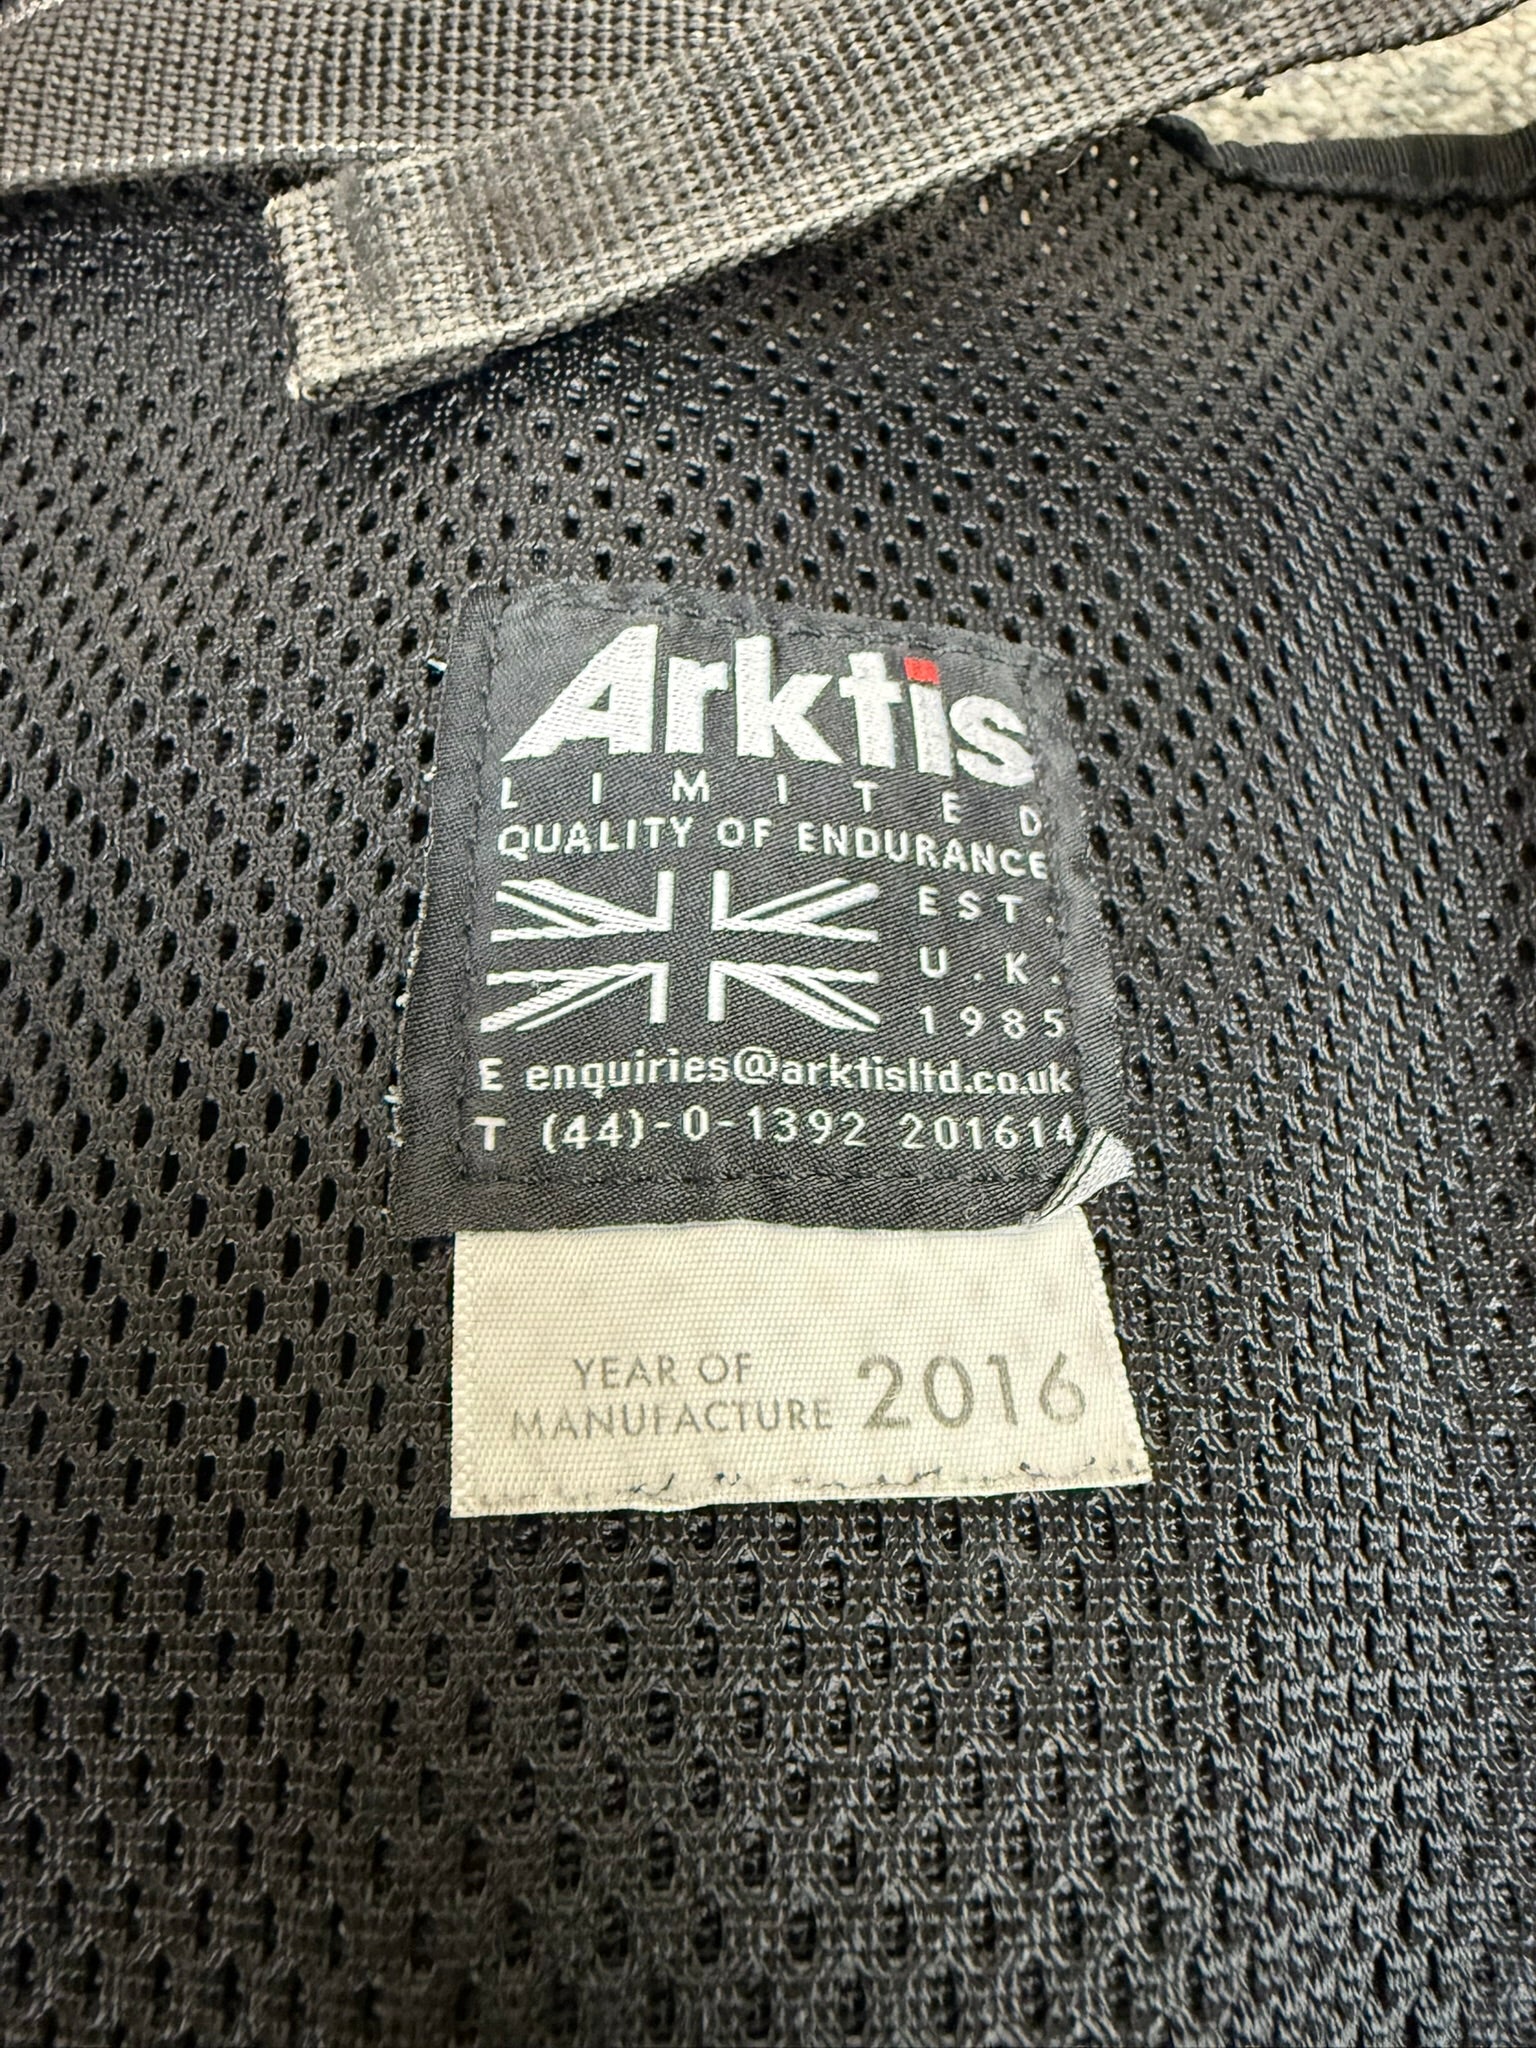 Arktis
LIMITED
QUALITY OF ENDURANCE
EST.
U.K.
1985
E enquiries@arktisltd.co.uk
T (44)-0-1392 201614
YEAR OF
MANUFACTURE 2016